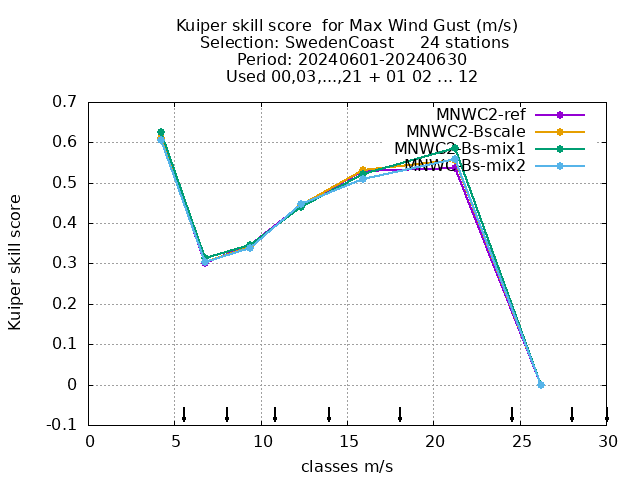 Kuiper skill score  for Max Wind Gust (m/s)
Selection: SwedenCoast     24 stations
Period: 20240601-20240630
Used 00,03,...,21 + 01 02 ... 12
MNWC2-ref
MNWC2-Bscale
MNWC2-Bs-mix1
MNWC2-Bs-mix2
Kuiper skill score
0.7
0.6
0.5
0.4
0.3
0.2
0.1
0
-0.1
0 5 10 15 20 25 30
classes m/s